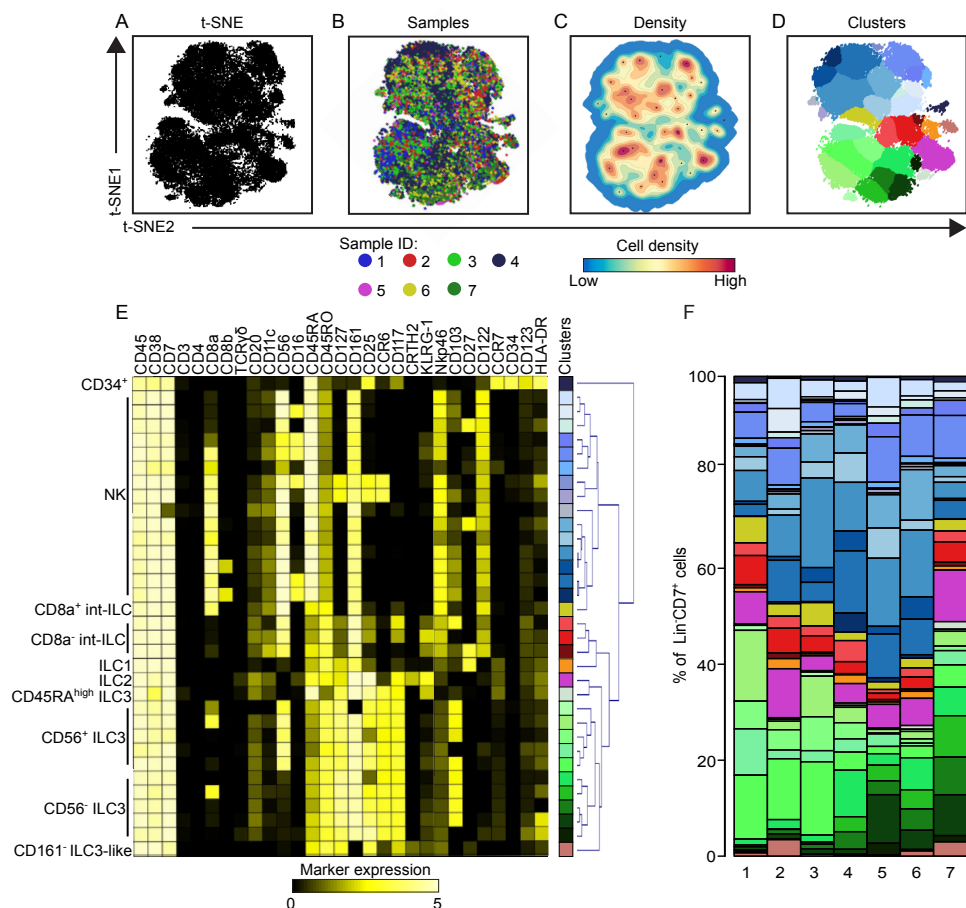 A t-SNE B Samples C Density D Clusters
t-SNE1
t-SNE2
Sample ID:
1 2 3 4
5 6 7
Cell density
Low High
E F
CD45
CD38
CD7
CD3
CD4
CD8a
CD8b
TCRγδ
CD20
CD11c
CD56
CD16
CD45RA
CD45RO
CD127
CD161
CD25
CCR6
CD117
CRTH2
KLRG-1
Nkp46
CD103
CD27
CD122
CCR7
CD34
CD123
HLA-DR
Clusters
CD34⁺
NK
CD8a⁺ int-ILC
CD8a⁻ int-ILC
ILC1
ILC2
CD45RAʰⁱᵍʰ ILC3
CD56⁺ ILC3
CD56⁻ ILC3
CD161⁻ ILC3-like
Marker expression
0 5
% of Lin⁻CD7⁺ cells
100
80
60
40
20
0
1 2 3 4 5 6 7